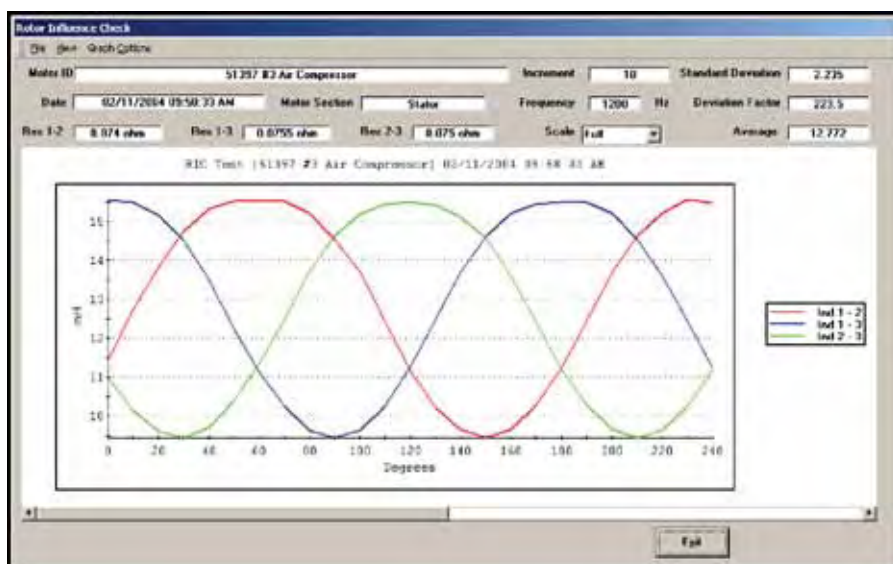 Rotor Influence Check
File View Graph Options
Motor ID 51397 #3 Air Compressor Increment 10 Standard Deviation 2.235
Date 02/11/2004 09:50:33 AM Motor Section Stator Frequency 1200 Hz Deviation Factor 223.5
Res 1-2 0.074 ohm Res 1-3 0.0755 ohm Res 2-3 0.075 ohm Scale Full Average 12.772
RIC Test [51397 #3 Air Compressor] 02/11/2004 AM
mH
15
14
13
12
11
10
0 20 40 60 80 100 120 140 160 180 200 220 240
Degrees
Ind 1 - 2
Ind 1 - 3
Ind 2 - 3
Exit